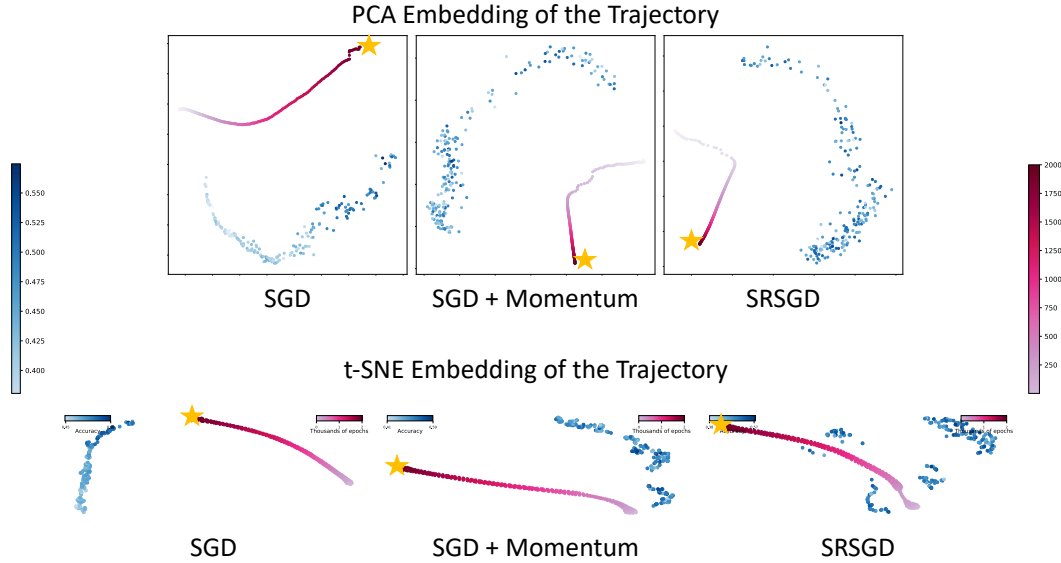 PCA Embedding of the Trajectory
SGD
SGD + Momentum
SRSGD
0.550
0.525
0.500
0.475
0.450
0.425
0.400
2000
1750
1500
1250
1000
750
500
250
t-SNE Embedding of the Trajectory
Accuracy
Thousands of epochs
Accuracy
Thousands of epochs
Thousands of epochs
SGD
SGD + Momentum
SRSGD